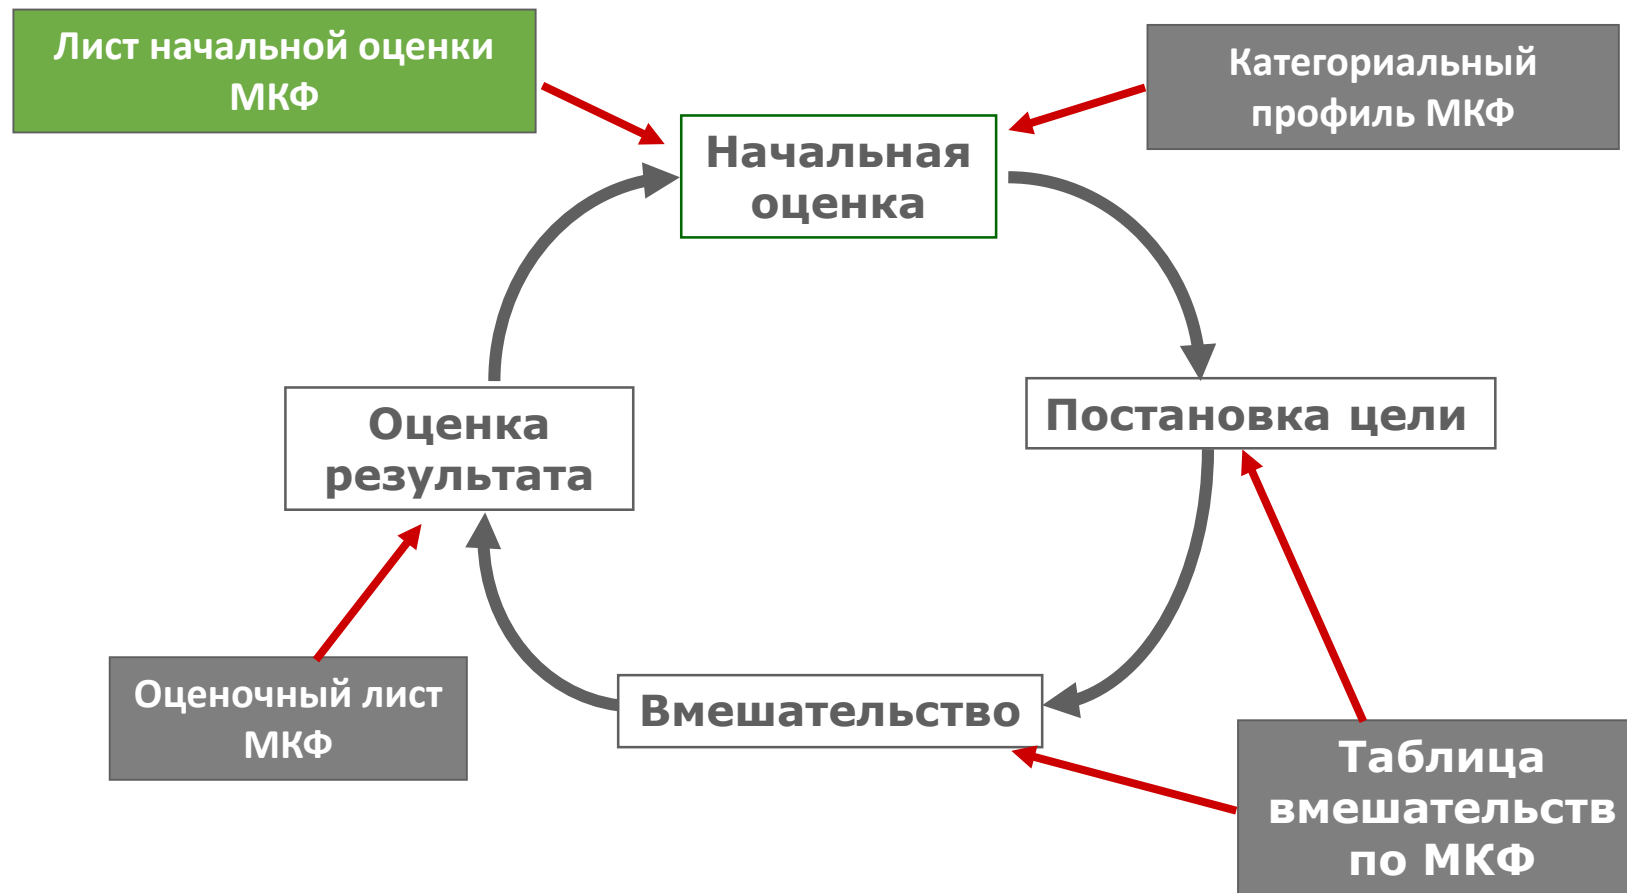 Лист начальной оценки
МКФ
Категориальный
профиль МКФ
Начальная
оценка
Оценка
результата
Постановка цели
Оценочный лист
МКФ
Вмешательство
Таблица
вмешательств
по МКФ